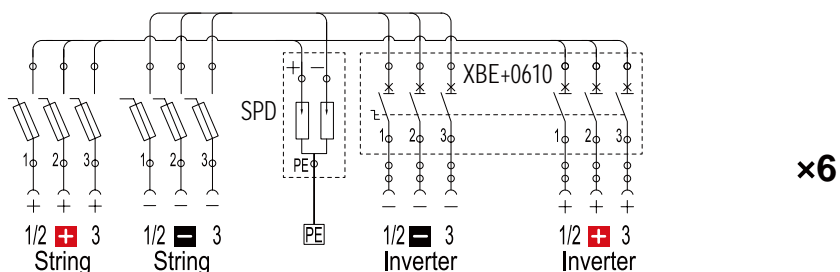 + −
XBE+0610
SPD
1 2 3 1 2 3 PE 1 2 3 1 2 3
×6
+ + + − − − − − − + + +
1/2 + 3 1/2 − 3 PE 1/2 − 3 1/2 + 3
String String Inverter Inverter